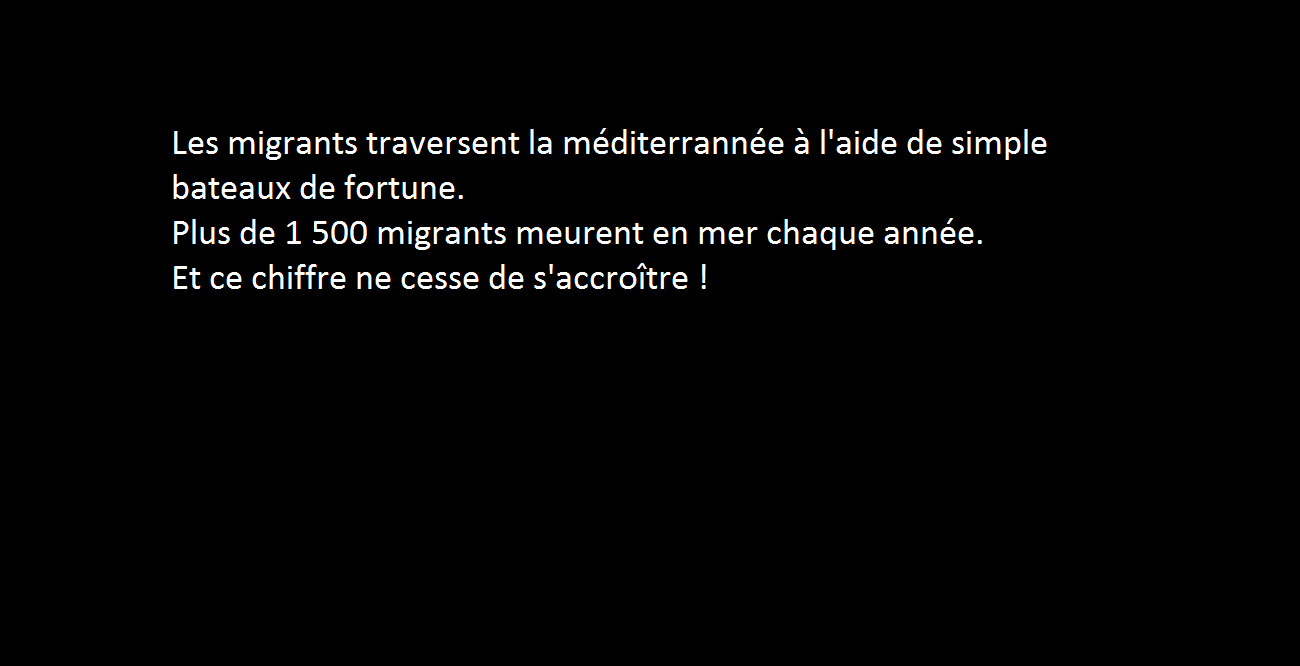 Les migrants traversent la méditerrannée à l'aide de simple
bateaux de fortune.
Plus de 1 500 migrants meurent en mer chaque année.
Et ce chiffre ne cesse de s'accroître !